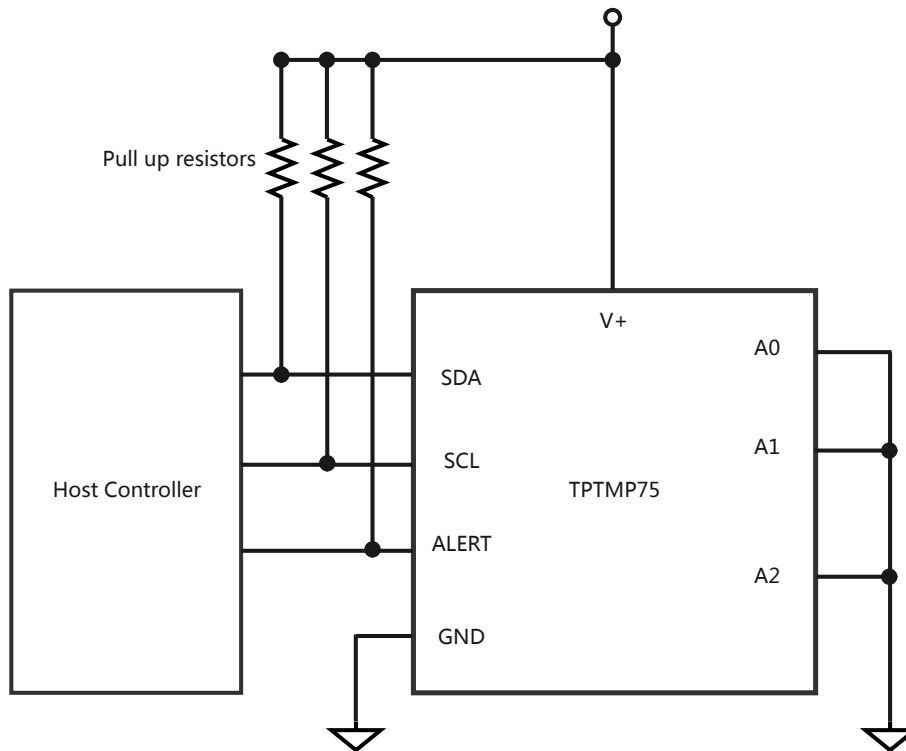 Pull up resistors
V+
A0
SDA
A1
SCL
Host Controller
TPTMP75
ALERT
A2
GND